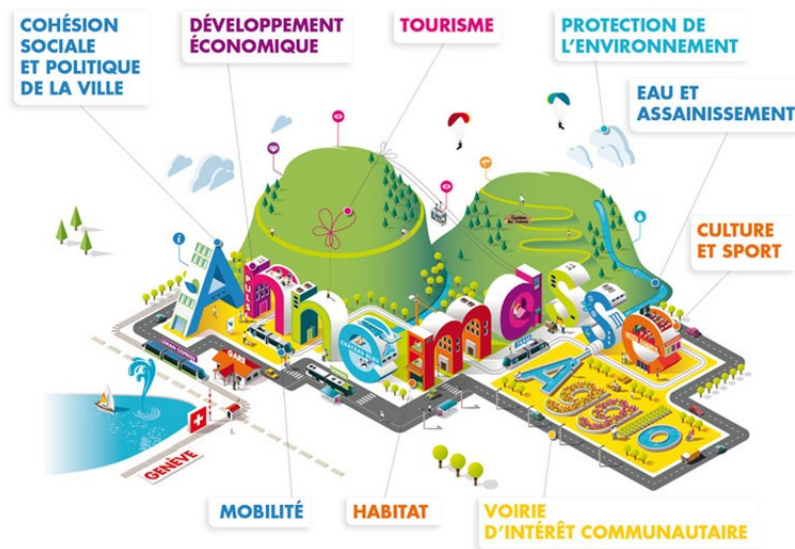 COHÉSION
SOCIALE
ET POLITIQUE
DE LA VILLE
DÉVELOPPEMENT
ÉCONOMIQUE
TOURISME
PROTECTION DE
L'ENVIRONNEMENT
EAU ET
ASSAINISSEMENT
CULTURE
ET SPORT
Annemasse
Agglo
GARE
GENÈVE
MOBILITÉ
HABITAT
VOIRIE
D'INTÉRÊT COMMUNAUTAIRE